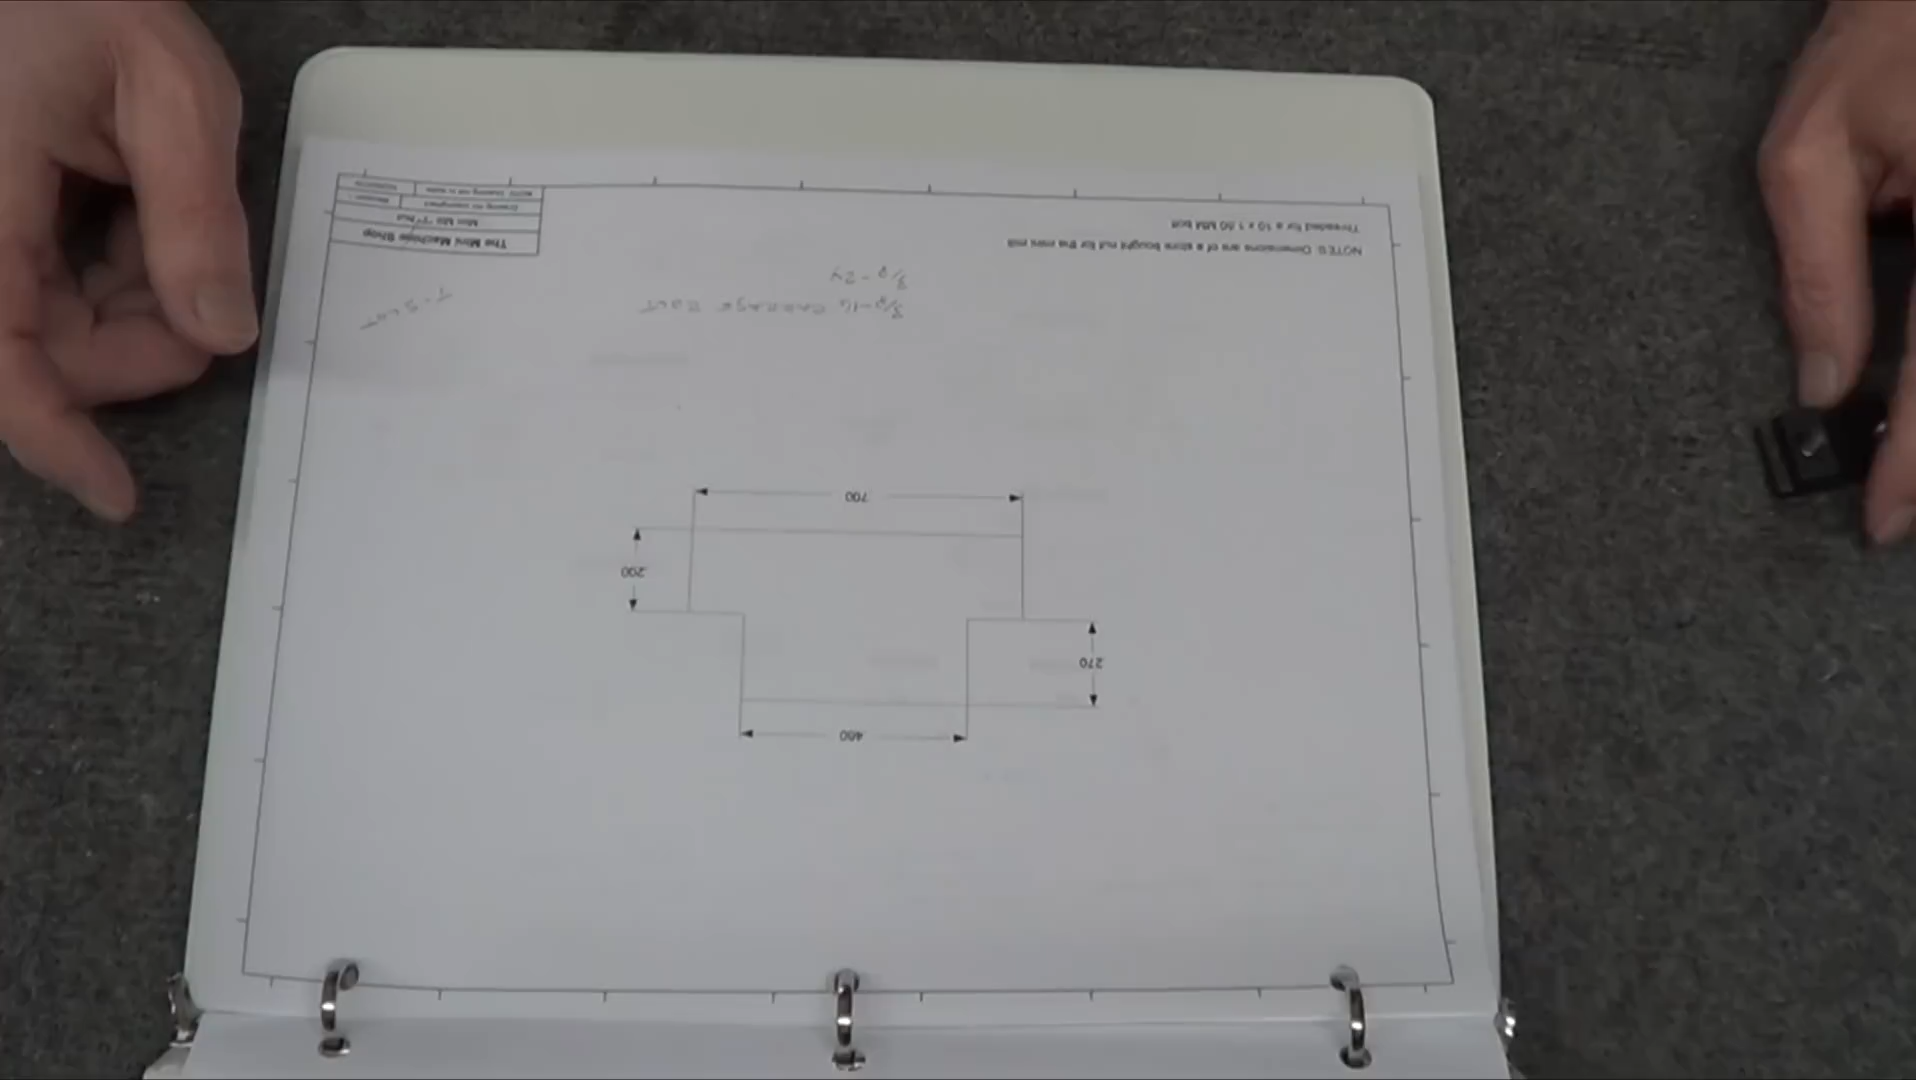 .460
.270
.200
.700
3/8-16 CARRAGE BOLT
3/8-24
T-SLOT
NOTES: Dimensions are of a store bought nut for the mini mill
Threaded for a 10 x 1.50 MM bolt
The Mini Machine Shop
Mini Mill "T" Nut